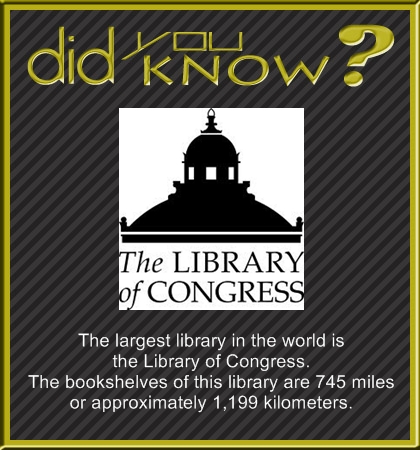 did YOU KNOW?
The LIBRARY
of CONGRESS
The largest library in the world is
the Library of Congress.
The bookshelves of this library are 745 miles
or approximately 1,199 kilometers.